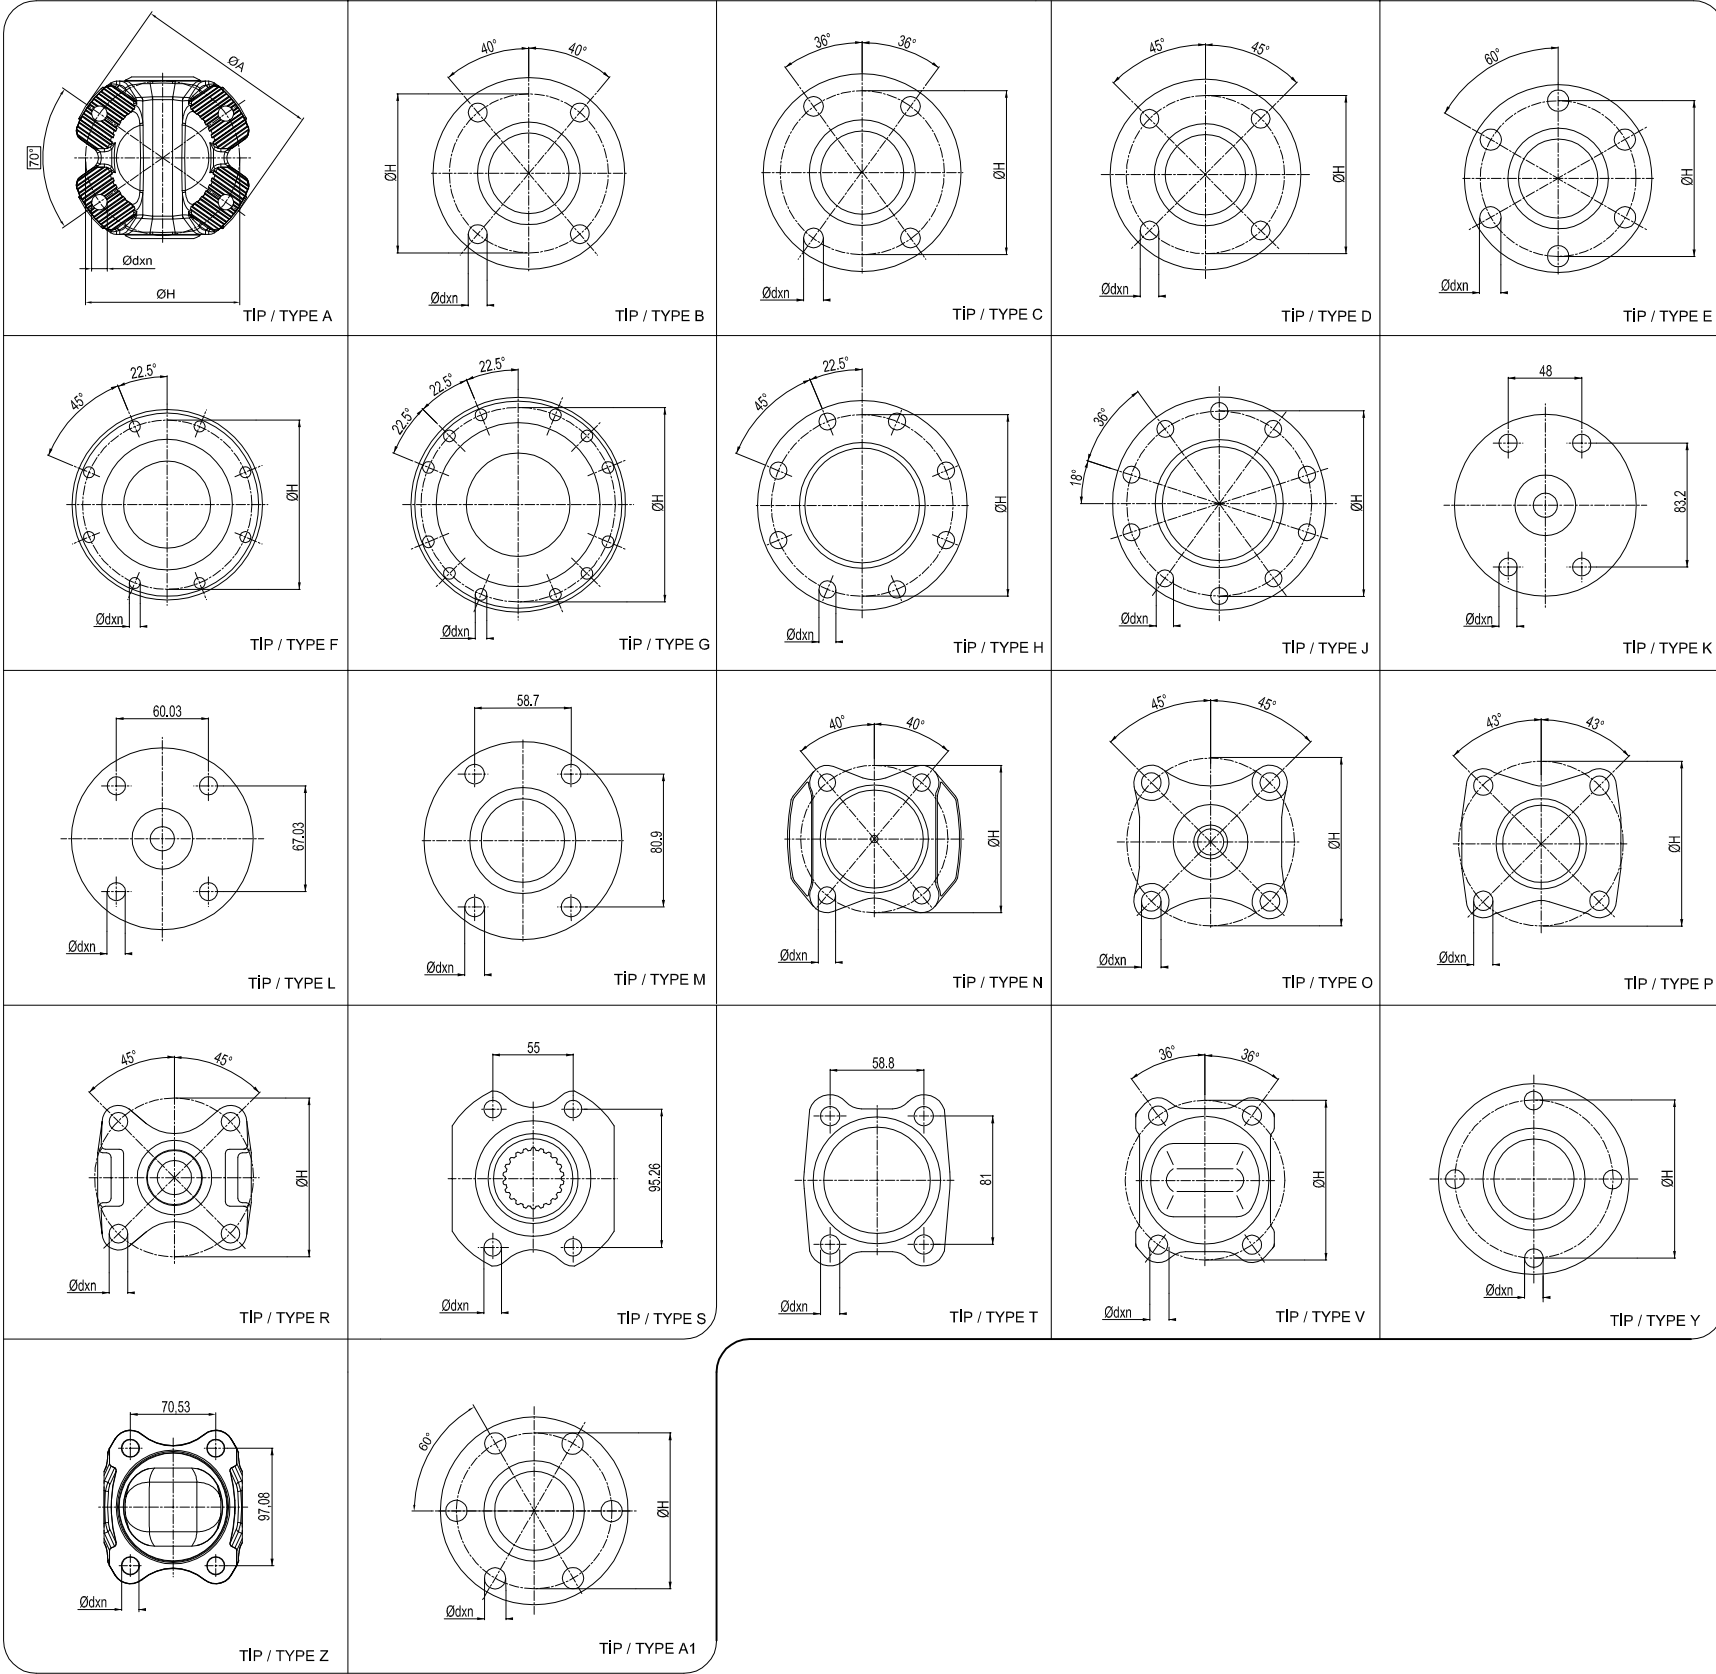 ØA
70°
Ødxn
ØH
TİP / TYPE A
40°
40°
ØH
Ødxn
TİP / TYPE B
36°
36°
ØH
Ødxn
TİP / TYPE C
45°
45°
ØH
Ødxn
TİP / TYPE D
60°
ØH
Ødxn
TİP / TYPE E
22.5°
45°
ØH
Ødxn
TİP / TYPE F
22.5°
22.5°
22.5°
ØH
Ødxn
TİP / TYPE G
22.5°
45°
ØH
Ødxn
TİP / TYPE H
36°
18°
ØH
Ødxn
TİP / TYPE J
48
83.2
Ødxn
TİP / TYPE K
60.03
67.03
Ødxn
TİP / TYPE L
58.7
80.9
Ødxn
TİP / TYPE M
40°
40°
ØH
Ødxn
TİP / TYPE N
45°
45°
ØH
Ødxn
TİP / TYPE O
43°
43°
ØH
Ødxn
TİP / TYPE P
45°
45°
ØH
Ødxn
TİP / TYPE R
55
95.26
Ødxn
TİP / TYPE S
58.8
81
Ødxn
TİP / TYPE T
36°
36°
ØH
Ødxn
TİP / TYPE V
ØH
Ødxn
TİP / TYPE Y
70,53
97,08
Ødxn
TİP / TYPE Z
60°
ØH
Ødxn
TİP / TYPE A1